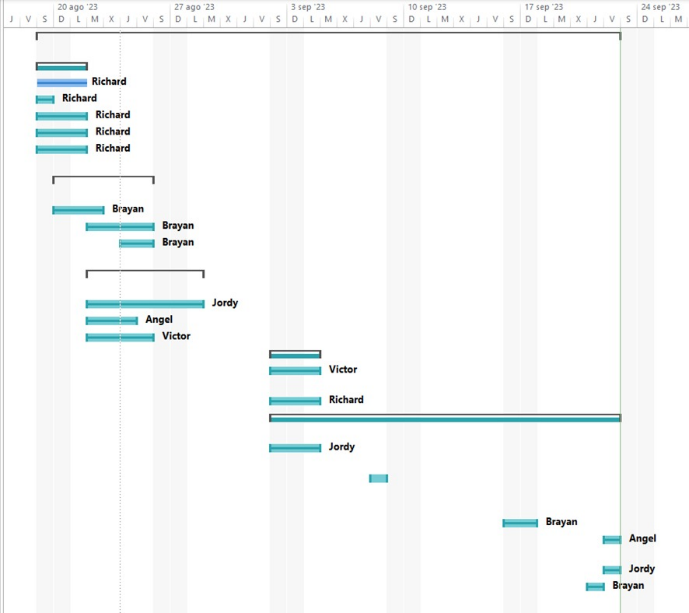 20 ago '23 27 ago '23 3 sep '23 10 sep '23 17 sep '23 24 sep '23
J V S D L M X J V S D L M X J V S D L M X J V S D L M X J V S D L M X J V S D L M
Richard
Richard
Richard
Richard
Richard
Brayan
Brayan
Brayan
Jordy
Angel
Victor
Victor
Richard
Jordy
Brayan
Angel
Jordy
Brayan